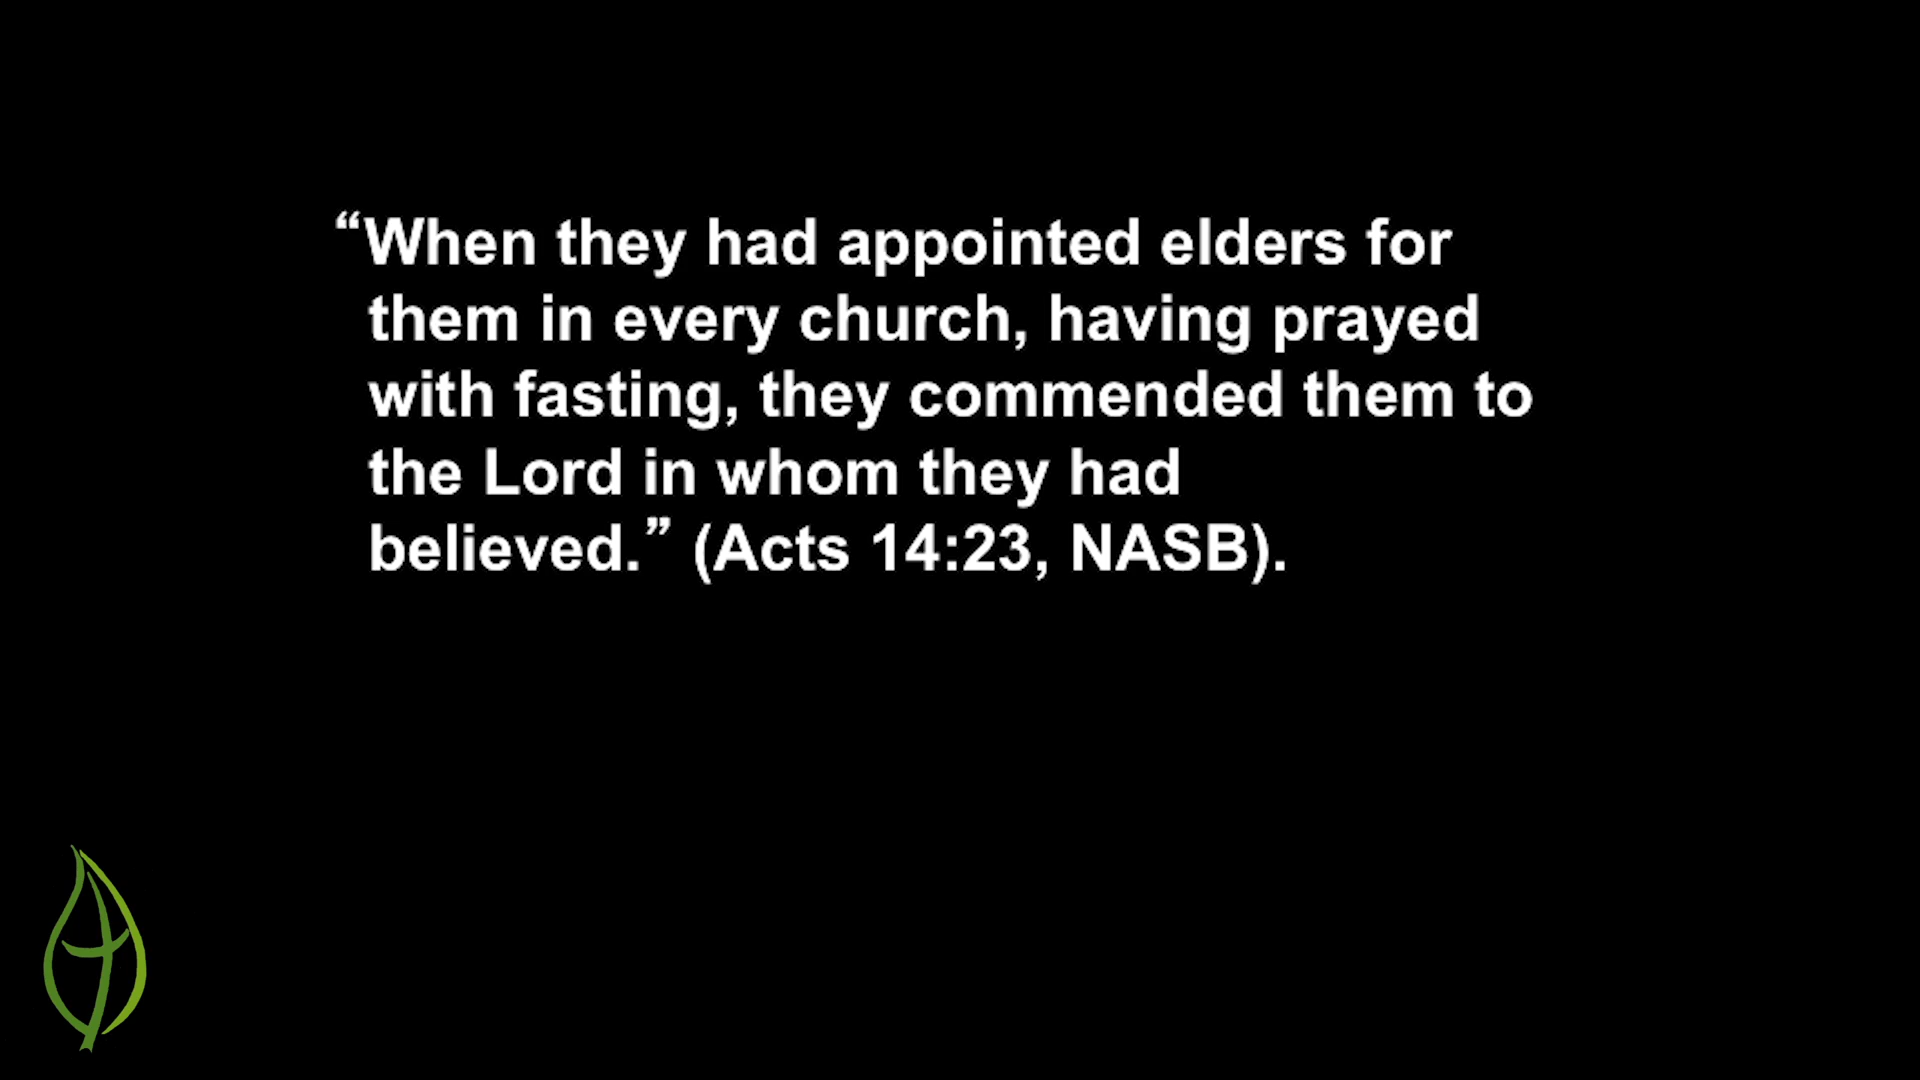 “When they had appointed elders for
them in every church, having prayed
with fasting, they commended them to
the Lord in whom they had
believed.” (Acts 14:23, NASB).